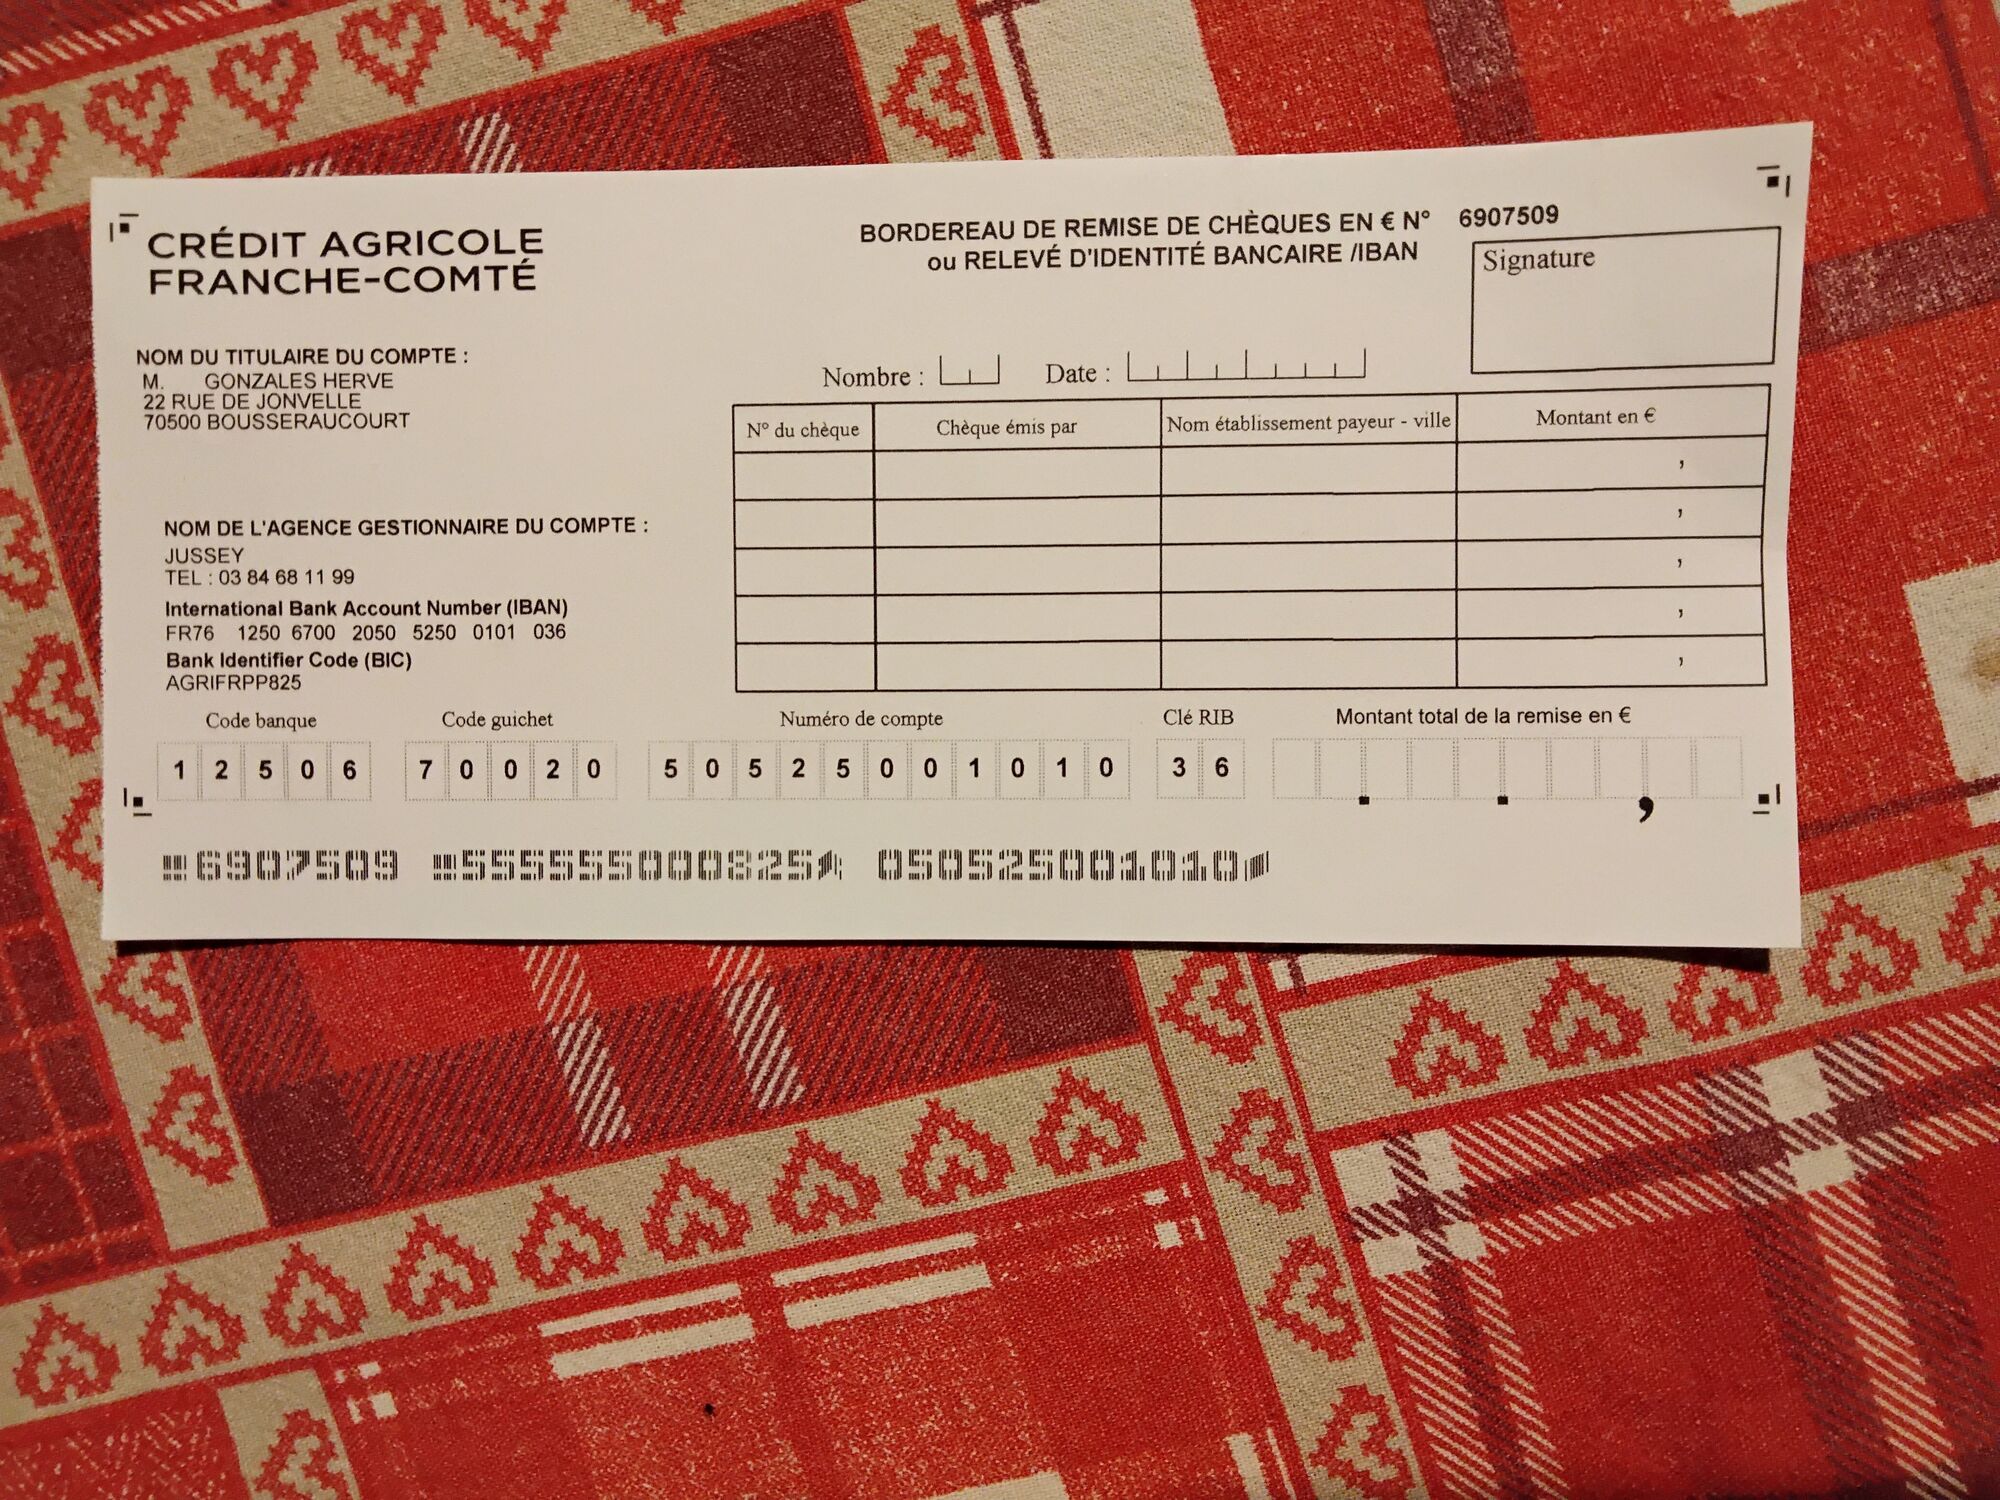 CRÉDIT AGRICOLE
FRANCHE-COMTÉ
BORDEREAU DE REMISE DE CHÈQUES EN € N° 6907509
ou RELEVÉ D'IDENTITÉ BANCAIRE /IBAN
Signature
NOM DU TITULAIRE DU COMPTE :
M. GONZALES HERVE
22 RUE DE JONVELLE
70500 BOUSSERAUCOURT
Nombre : Date :
N° du chèque Chèque émis par Nom établissement payeur - ville Montant en €
,
,
,
,
,
NOM DE L'AGENCE GESTIONNAIRE DU COMPTE :
JUSSEY
TEL : 03 84 68 11 99
International Bank Account Number (IBAN)
FR76 1250 6700 2050 5250 0101 036
Bank Identifier Code (BIC)
AGRIFRPP825
Code banque Code guichet Numéro de compte Clé RIB Montant total de la remise en €
1 2 5 0 6 7 0 0 2 0 5 0 5 2 5 0 0 1 0 1 0 3 6 . . ,
6907509 555555000825 050525001010